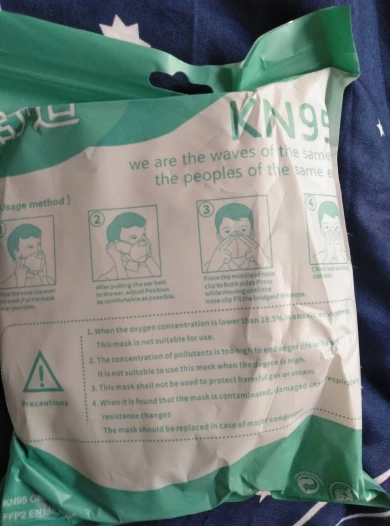 KN95
we are the waves of the same
the peoples of the same
Usage method ]
2
3
4
After pulling the ear belt
to the ear, adjust Position
as comfortable as possible.
From the middle of nose
clip to both sides Press
while moving until the
nose clip Fit the bridge of the nose.
1. When the oxygen concentration is lower than 19.5%
This mask is not suitable for use.
2. The concentration of pollutants is too high to endanger life or
It is not suitable to use this mask when the degree is high.
3. This mask shall not be used to protect harmful gas or steam.
4. When it is found that the mask is contaminated, damaged or
resistance changes
The mask should be replaced in case of major
Precautions
KN95
FFP2 EN